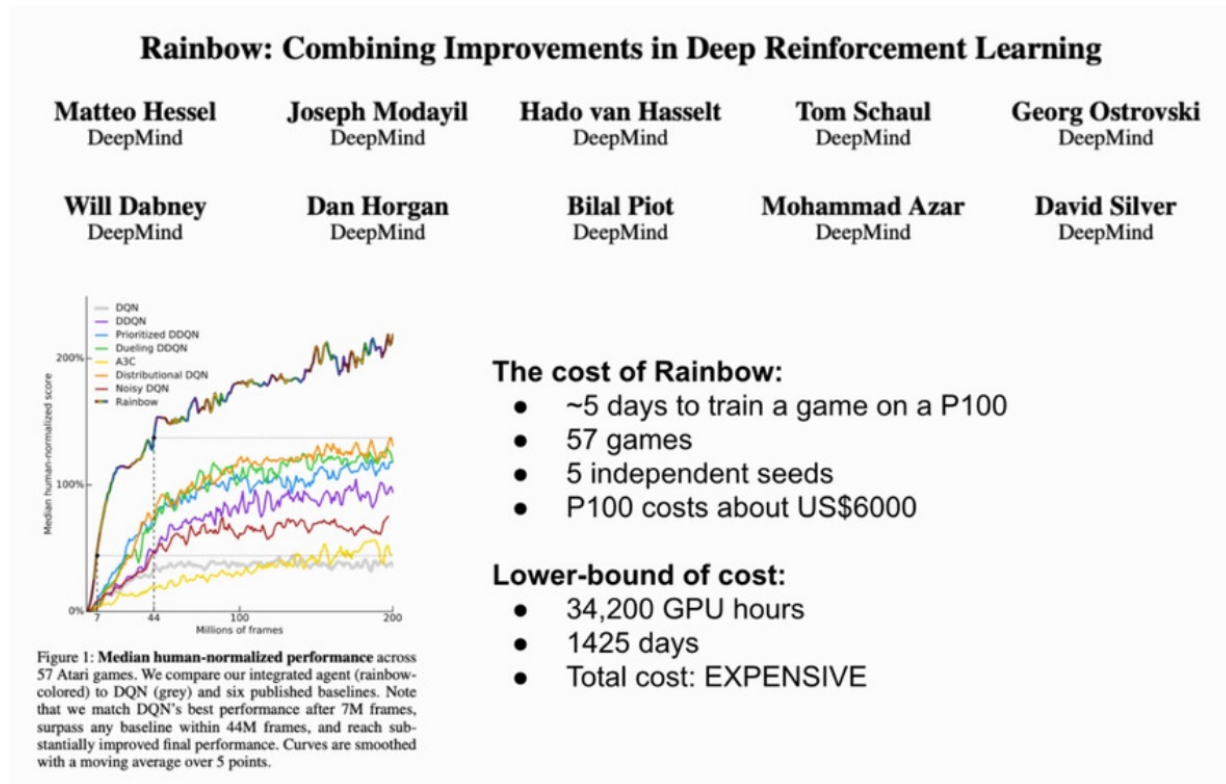 Rainbow: Combining Improvements in Deep Reinforcement Learning
Matteo Hessel
DeepMind
Joseph Modayil
DeepMind
Hado van Hasselt
DeepMind
Tom Schaul
DeepMind
Georg Ostrovski
DeepMind
Will Dabney
DeepMind
Dan Horgan
DeepMind
Bilal Piot
DeepMind
Mohammad Azar
DeepMind
David Silver
DeepMind
DQN
DDQN
Prioritized DDQN
Dueling DDQN
A3C
Distributional DQN
Noisy DQN
Rainbow
Median human-normalized score
200%
100%
0%
7
44
100
200
Millions of frames
Figure 1: Median human-normalized performance across
57 Atari games. We compare our integrated agent (rainbow-
colored) to DQN (grey) and six published baselines. Note
that we match DQN's best performance after 7M frames,
surpass any baseline within 44M frames, and reach sub-
stantially improved final performance. Curves are smoothed
with a moving average over 5 points.
The cost of Rainbow:
● ~5 days to train a game on a P100
● 57 games
● 5 independent seeds
● P100 costs about US$6000
Lower-bound of cost:
● 34,200 GPU hours
● 1425 days
● Total cost: EXPENSIVE